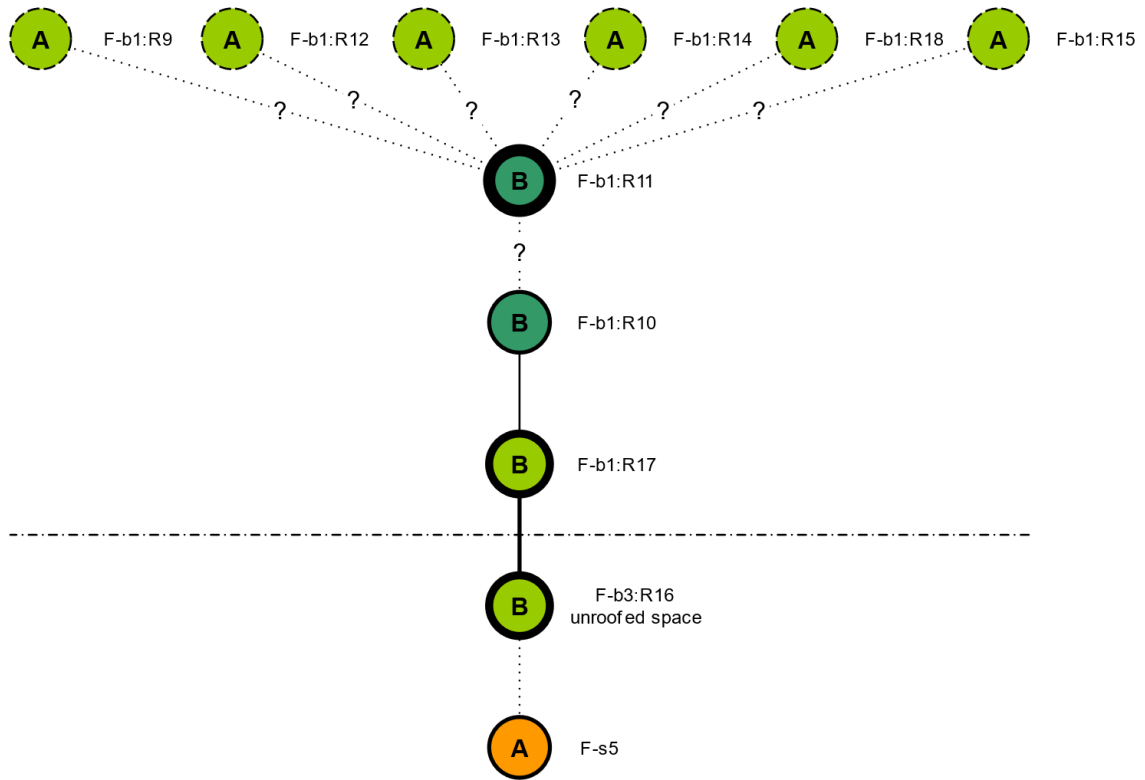 A F-b1:R9 A F-b1:R12 A F-b1:R13 A F-b1:R14 A F-b1:R18 A F-b1:R15
? ? ? ? ? ?
B F-b1:R11
?
B F-b1:R10
B F-b1:R17
B F-b3:R16
unroofed space
A F-s5